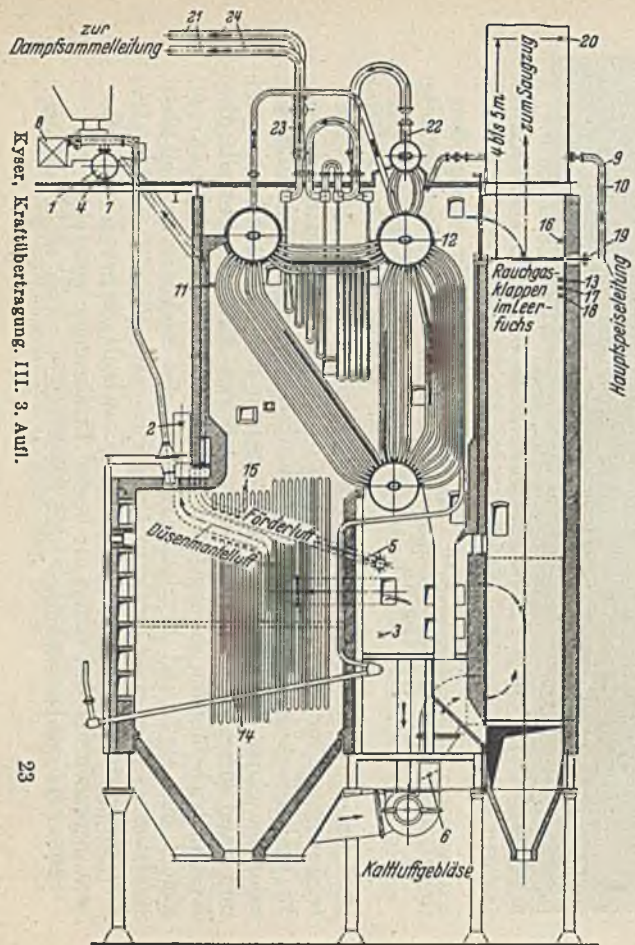 zur
Dampfsammelleitung
21
24
20
4 bis 5 m
zum Saugzug
23
22
8
1
4
7
9
10
12
16
19
11
Rauchgas-
klappen
im Leer-
fuchs
13
17
18
Hauptspeiseleitung
2
15
Förderluft
Düsenmantelluft
5
3
14
6
Kaltluftgebläse
Kyser, Kraftübertragung. III. 3. Aufl.
23